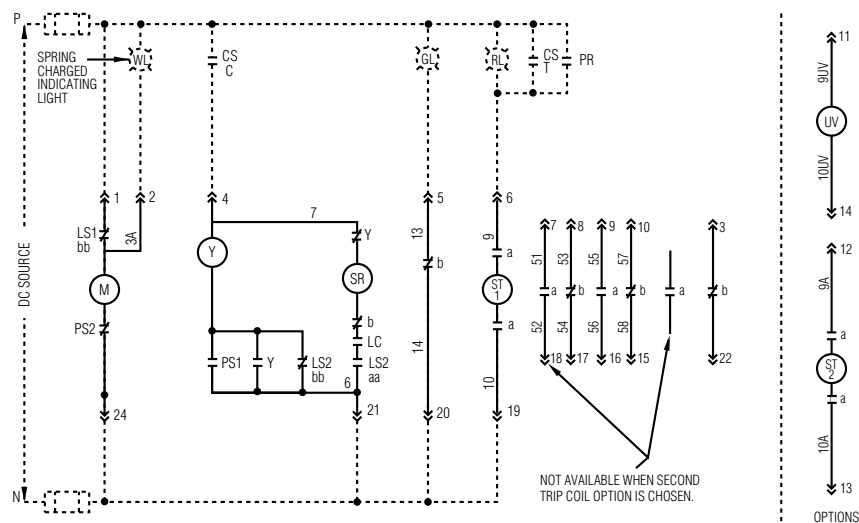 P
SPRING
CHARGED
INDICATING
LIGHT
WL
CS
C
GL
RL
CS
T
PR
11
9UV
UV
10UV
14
1
2
4
5
6
7
8
9
10
3
7
LS1
bb
3A
Y
Y
13
9
a
51
53
55
57
12
DC SOURCE
M
SR
b
ST
1
a
b
a
b
a
b
9A
PS2
b
LC
a
52
54
56
58
a
PS1
Y
LS2
bb
LS2
aa
14
18
17
16
15
22
ST
2
6
10
a
24
21
20
19
10A
N
NOT AVAILABLE WHEN SECOND
TRIP COIL OPTION IS CHOSEN.
13
OPTIONS